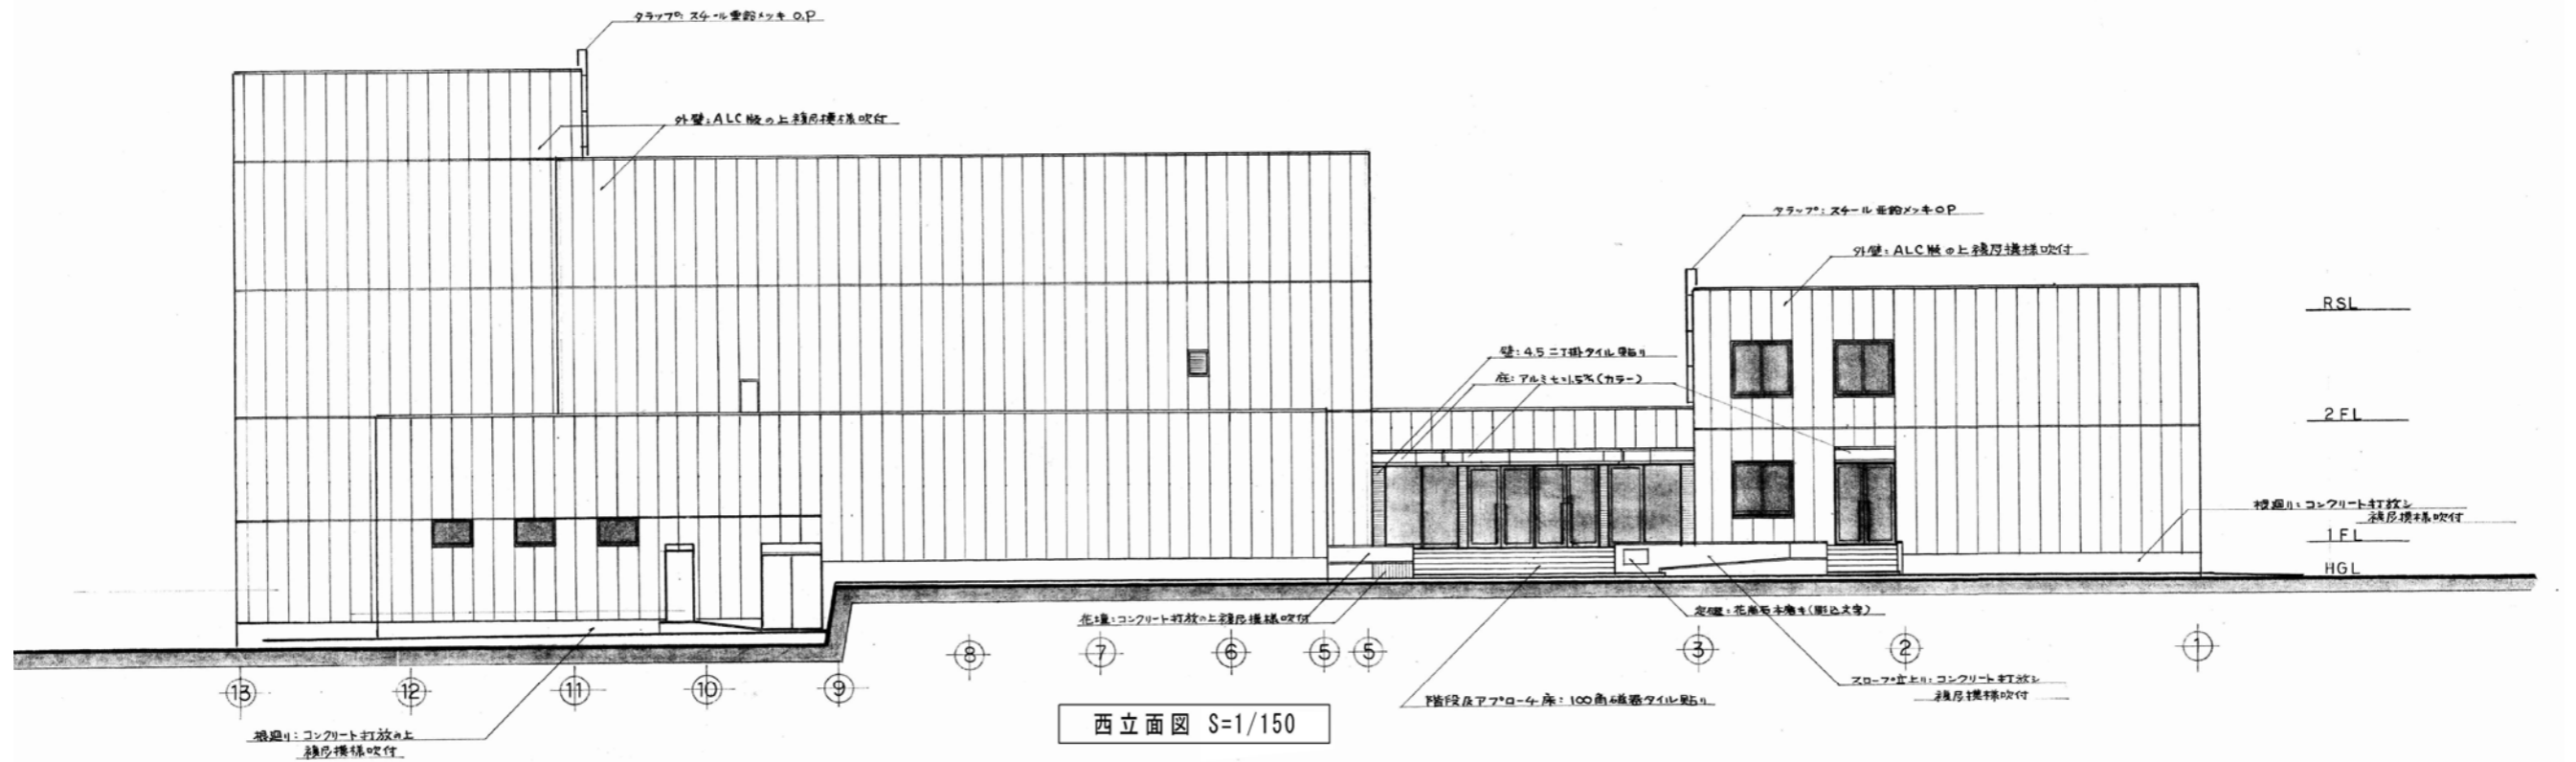 タラップ：スチール亜鉛メッキ O.P
外壁：ALC版の上複層模様吹付
タラップ：スチール亜鉛メッキOP
外壁：ALC版の上複層模様吹付
RSL
壁：4.5二丁掛タイル貼り
庇：アルミt=1.5%(カラー)
2FL
根廻り：コンクリート打放シ
複層模様吹付
1FL
HGL
花壇：コンクリート打放の上複層模様吹付
定礎：花崗石本磨キ(彫込文字)
13
12
11
10
9
8
7
6
5
5
3
2
1
スロープ立上り：コンクリート打放シ
複層模様吹付
階段及アプローチ床：100角磁器タイル貼り
西立面図 S=1/150
根廻り：コンクリート打放の上
複層模様吹付